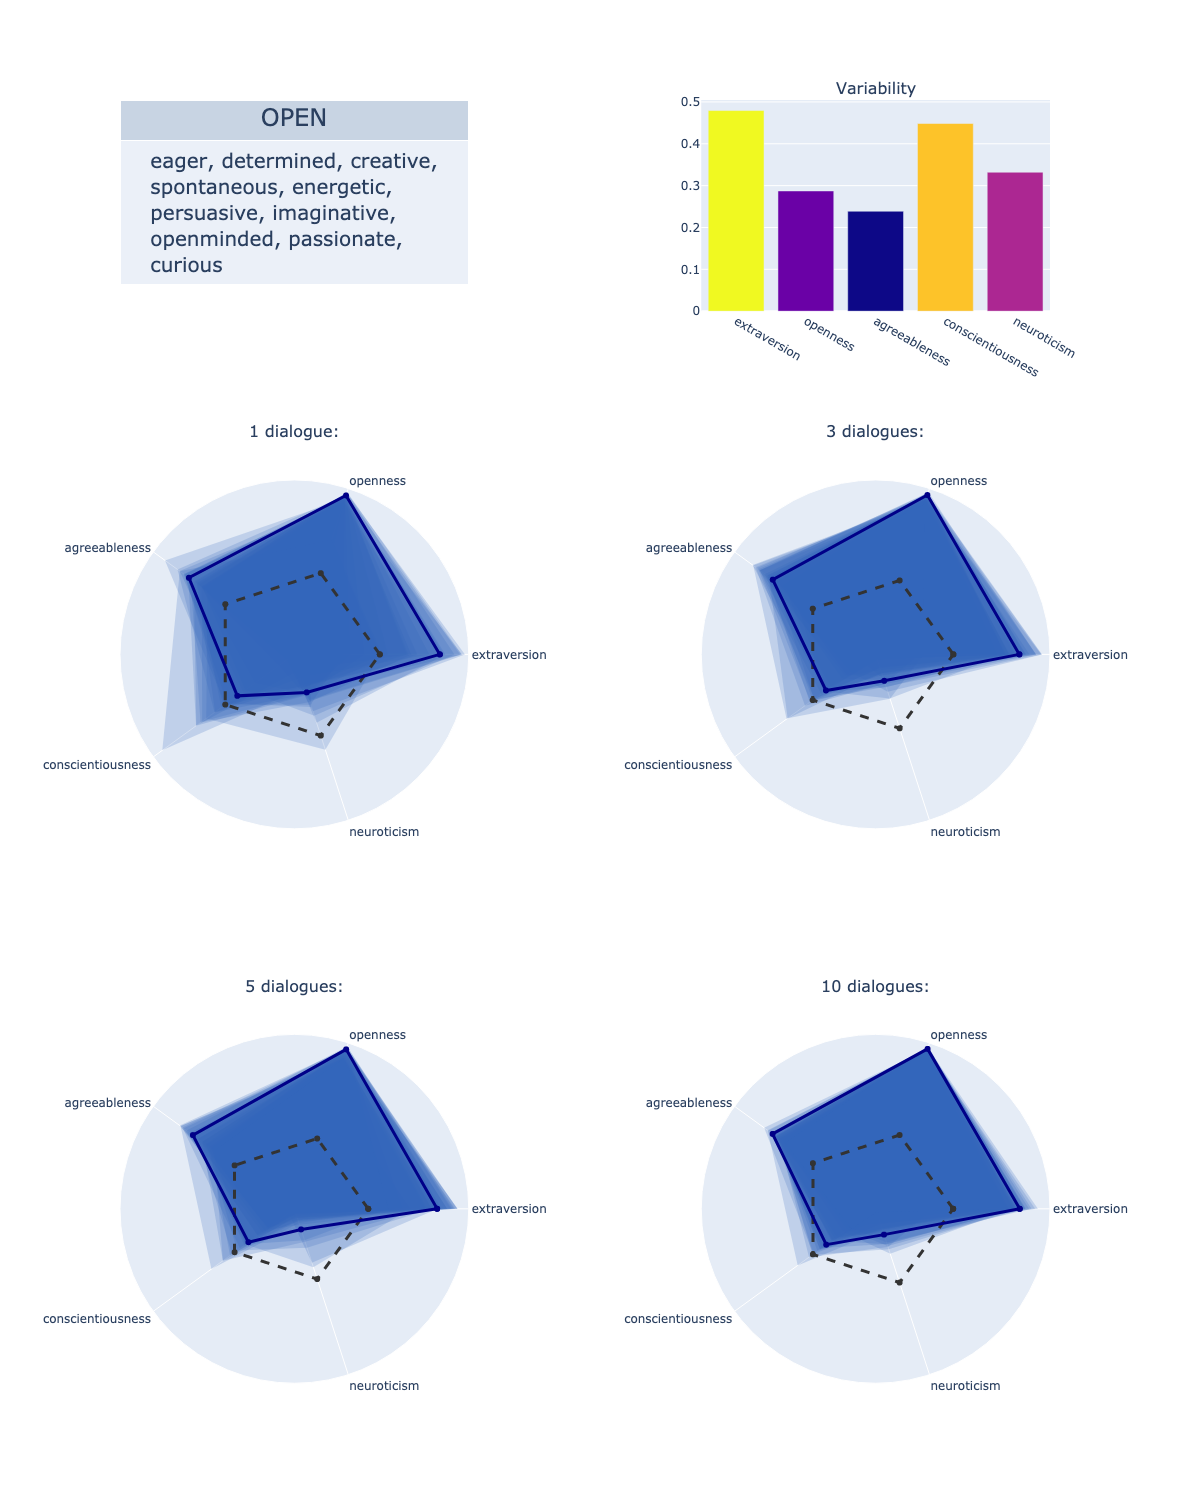 OPEN
eager, determined, creative,
spontaneous, energetic,
persuasive, imaginative,
openminded, passionate,
curious
Variability
0.5
0.4
0.3
0.2
0.1
0
extraversion
openness
agreeableness
conscientiousness
neuroticism
1 dialogue:
openness
agreeableness
extraversion
conscientiousness
neuroticism
3 dialogues:
openness
agreeableness
extraversion
conscientiousness
neuroticism
5 dialogues:
openness
agreeableness
extraversion
conscientiousness
neuroticism
10 dialogues:
openness
agreeableness
extraversion
conscientiousness
neuroticism